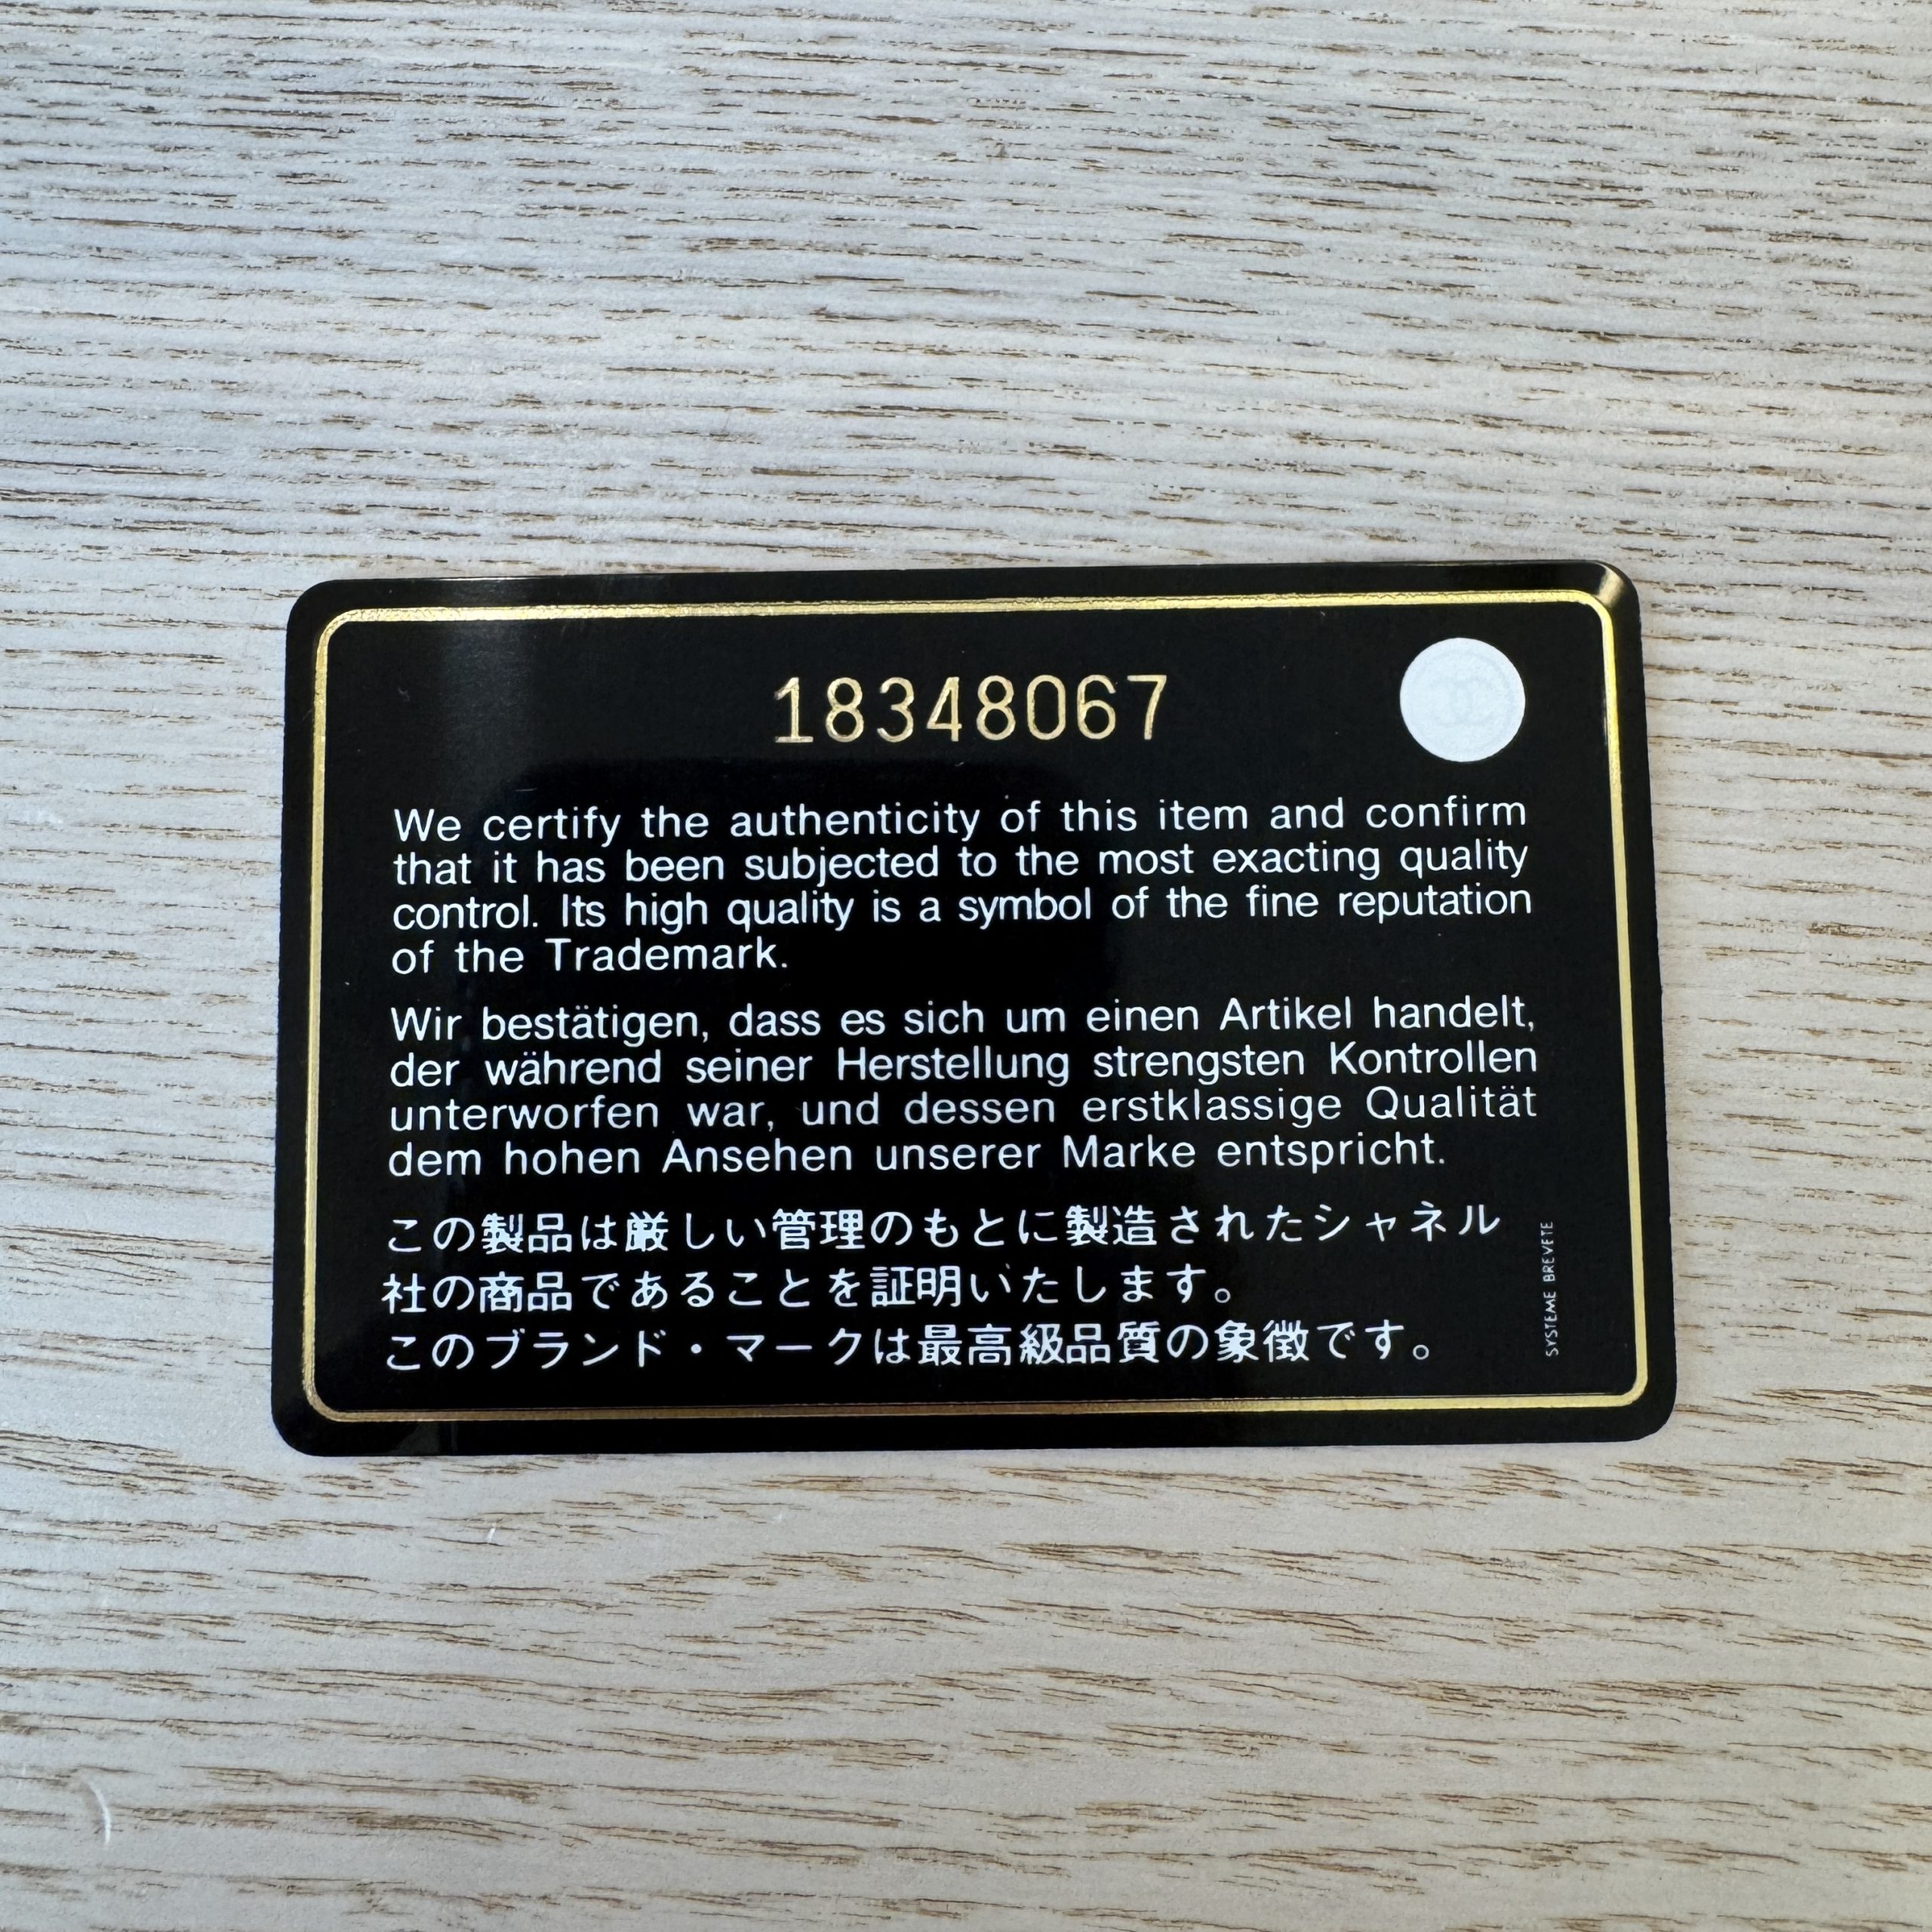 18348067
We certify the authenticity of this item and confirm
that it has been subjected to the most exacting quality
control. Its high quality is a symbol of the fine reputation
of the Trademark.
Wir bestätigen, dass es sich um einen Artikel handelt,
der während seiner Herstellung strengsten Kontrollen
unterworfen war, und dessen erstklassige Qualität
dem hohen Ansehen unserer Marke entspricht.
この製品は厳しい管理のもとに製造されたシャネル
社の商品であることを証明いたします。
このブランド・マークは最高級品質の象徴です。
SYSTEME BREVETE